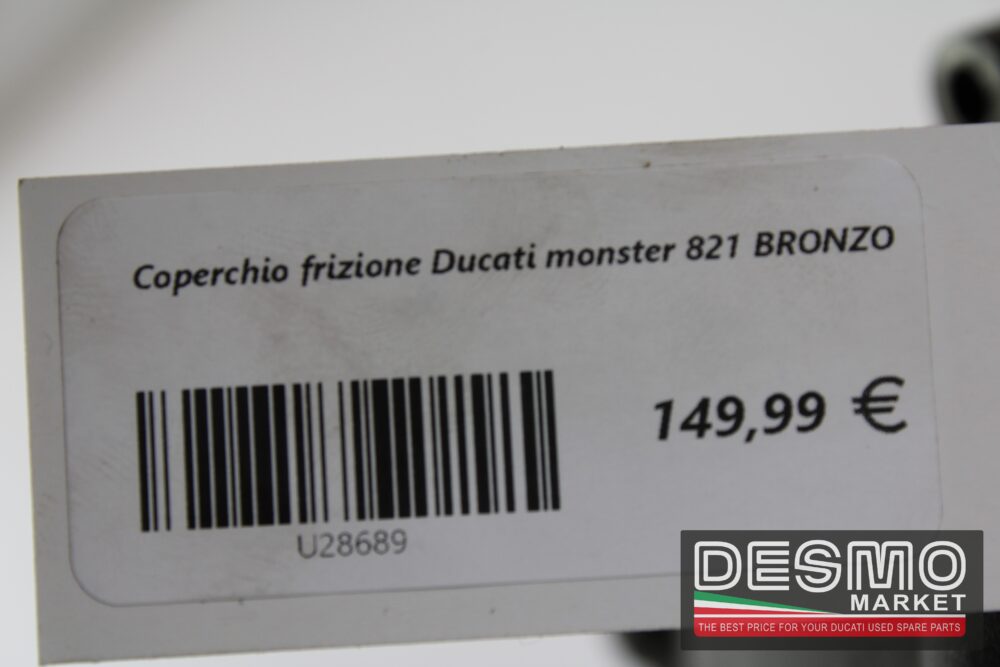 Coperchio frizione Ducati monster 821 BRONZO
149,99 €
U28689
DESMO
MARKET
THE BEST PRICE FOR YOUR DUCATI USED SPARE PARTS